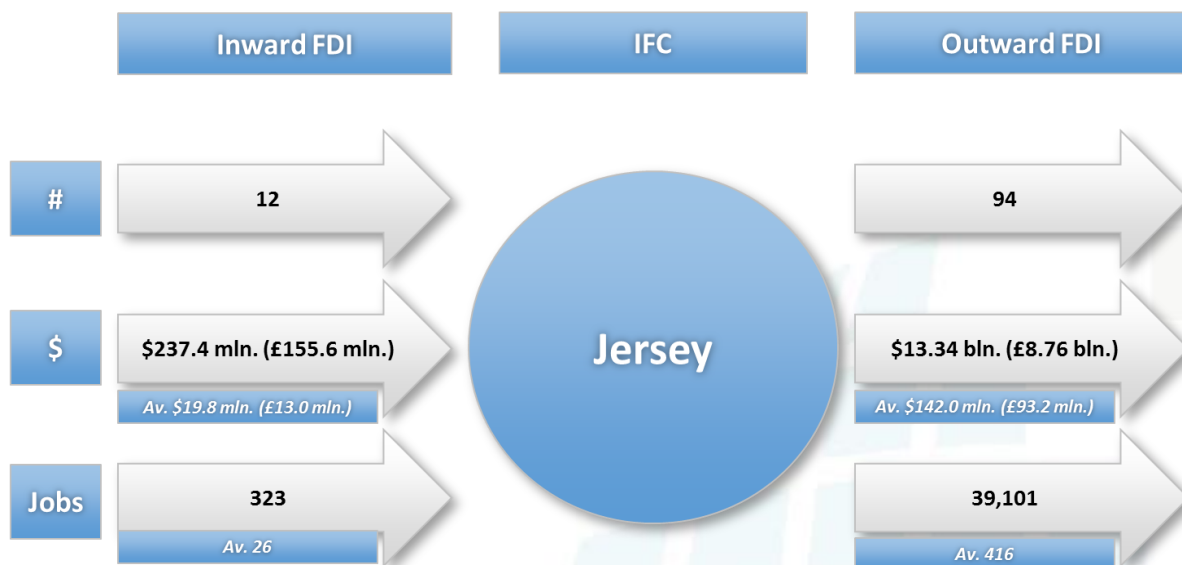 Inward FDI
IFC
Outward FDI
#
12
94
$
$237.4 mln. (£155.6 mln.)
Jersey
$13.34 bln. (£8.76 bln.)
Av. $19.8 mln. (£13.0 mln.)
Av. $142.0 mln. (£93.2 mln.)
Jobs
323
39,101
Av. 26
Av. 416